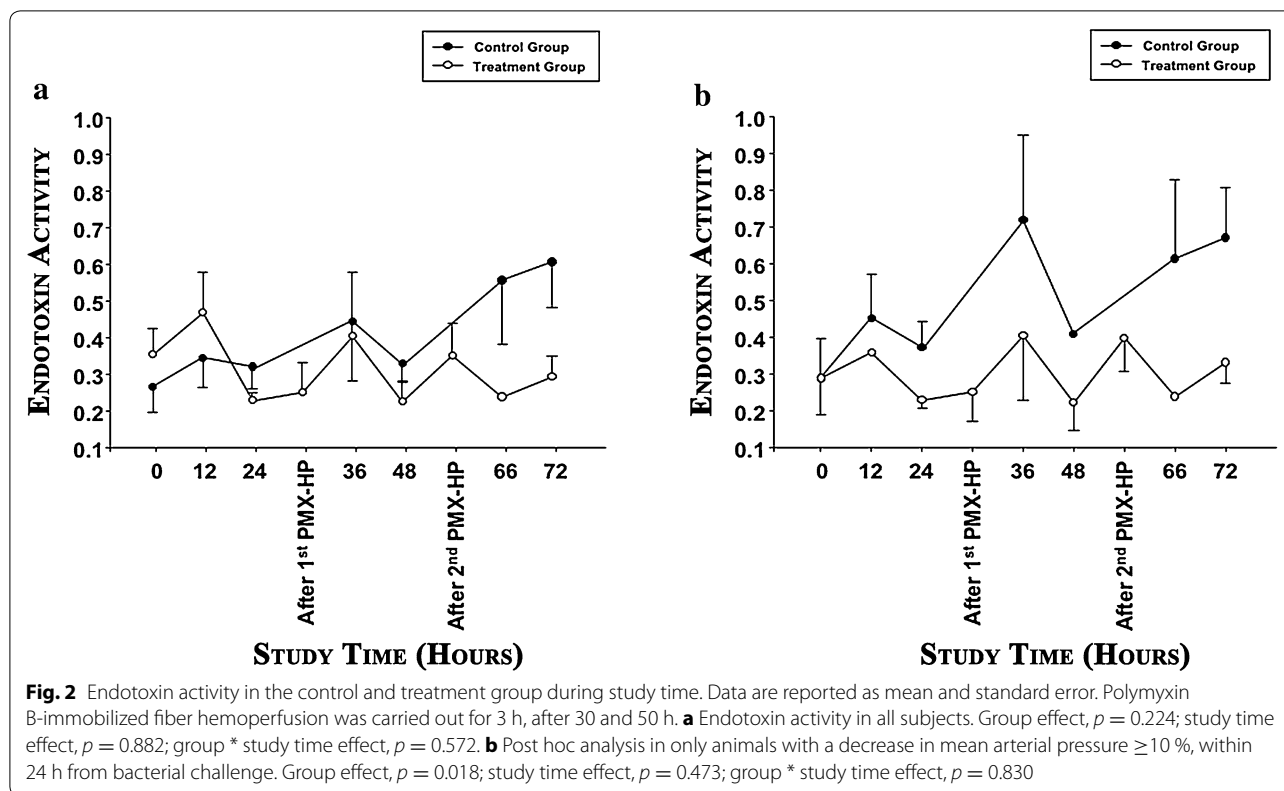 Control Group
Treatment Group
a
1.0
0.9
0.8
0.7
0.6
0.5
0.4
0.3
0.2
0.1
ENDOTOXIN ACTIVITY
0 12 24 After 1st PMX-HP 36 48 After 2nd PMX-HP 66 72
STUDY TIME (HOURS)
Control Group
Treatment Group
b
1.0
0.9
0.8
0.7
0.6
0.5
0.4
0.3
0.2
0.1
ENDOTOXIN ACTIVITY
0 12 24 After 1st PMX-HP 36 48 After 2nd PMX-HP 66 72
STUDY TIME (HOURS)
Fig. 2 Endotoxin activity in the control and treatment group during study time. Data are reported as mean and standard error. Polymyxin
B-immobilized fiber hemoperfusion was carried out for 3 h, after 30 and 50 h. a Endotoxin activity in all subjects. Group effect, p = 0.224; study time
effect, p = 0.882; group * study time effect, p = 0.572. b Post hoc analysis in only animals with a decrease in mean arterial pressure ≥10 %, within
24 h from bacterial challenge. Group effect, p = 0.018; study time effect, p = 0.473; group * study time effect, p = 0.830